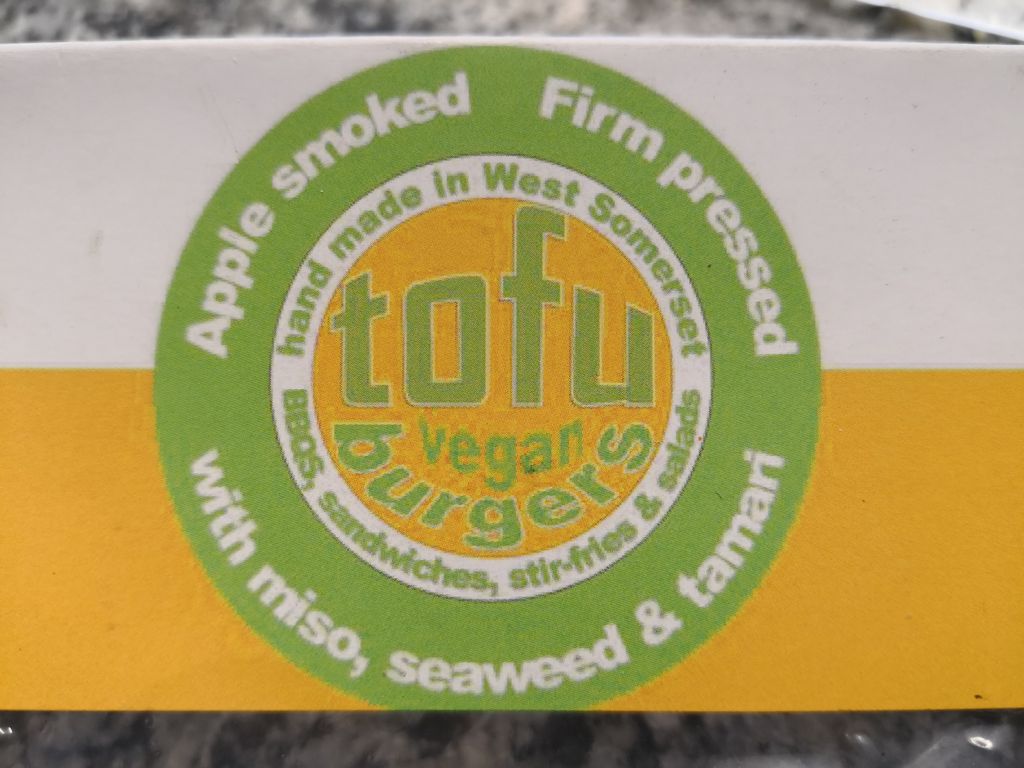 Apple smoked
Firm pressed
hand made in West Somerset
tofu
vegan
burgers
BBQS, sandwiches, stir-fries & salads
with miso, seaweed & tamari